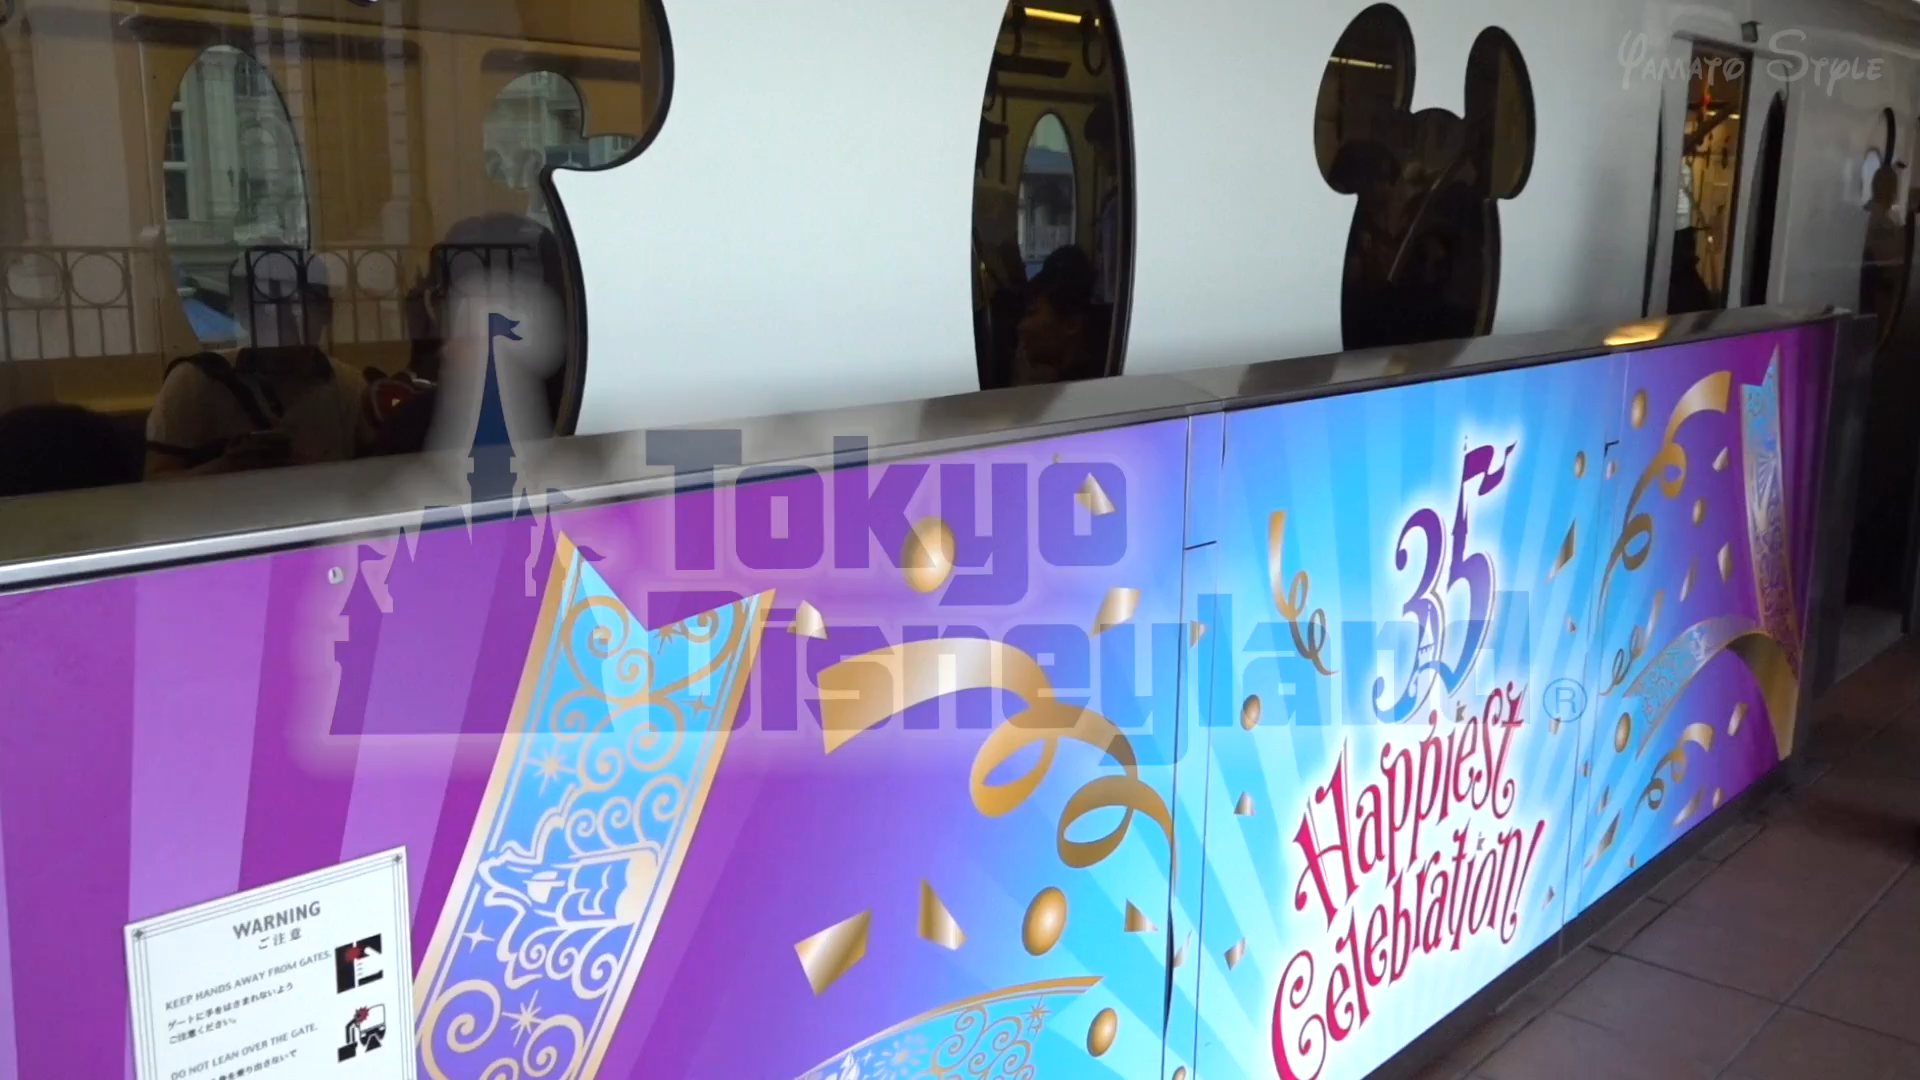 Yamato Style
Tokyo
Disneyland®
35
Happiest
Celebration!
WARNING
ご注意
KEEP HANDS AWAY FROM GATES.
ゲートに手をはさまれないよう
ご注意ください。
DO NOT LEAN OVER THE GATE.